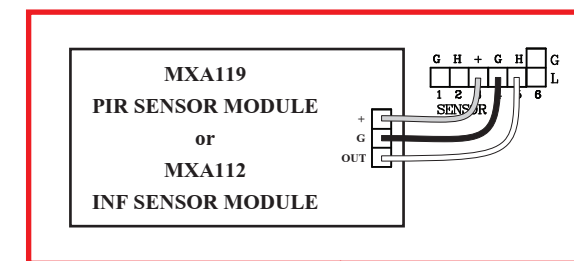 MXA119
PIR SENSOR MODULE
or
MXA112
INF SENSOR MODULE
+
G
OUT
G H + G H G
L
1 2 3 4 5 6
SENSOR